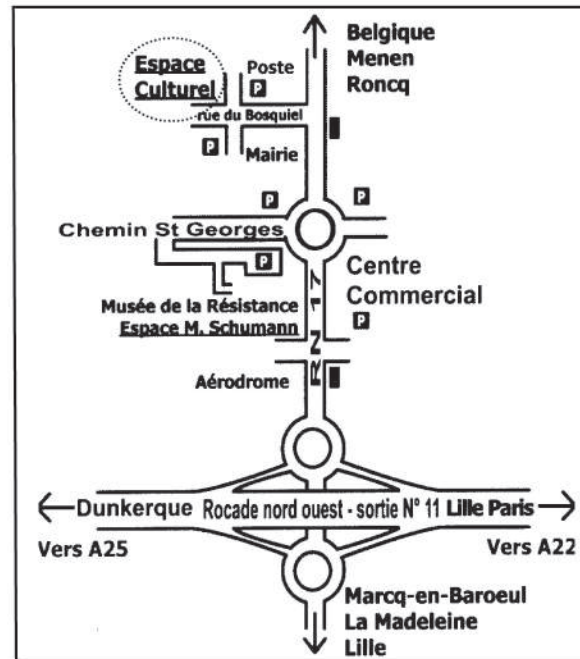 Belgique
Menen
Roncq
Espace
Culturel
Poste
P
rue du Bosquiel
P
Mairie
P
P
Chemin St Georges
P
Centre
Commercial
Musée de la Résistance
Espace M. Schumann
P
RN 17
Aérodrome
Dunkerque Rocade nord ouest - sortie N° 11 Lille Paris
Vers A25
Vers A22
Marcq-en-Baroeul
La Madeleine
Lille